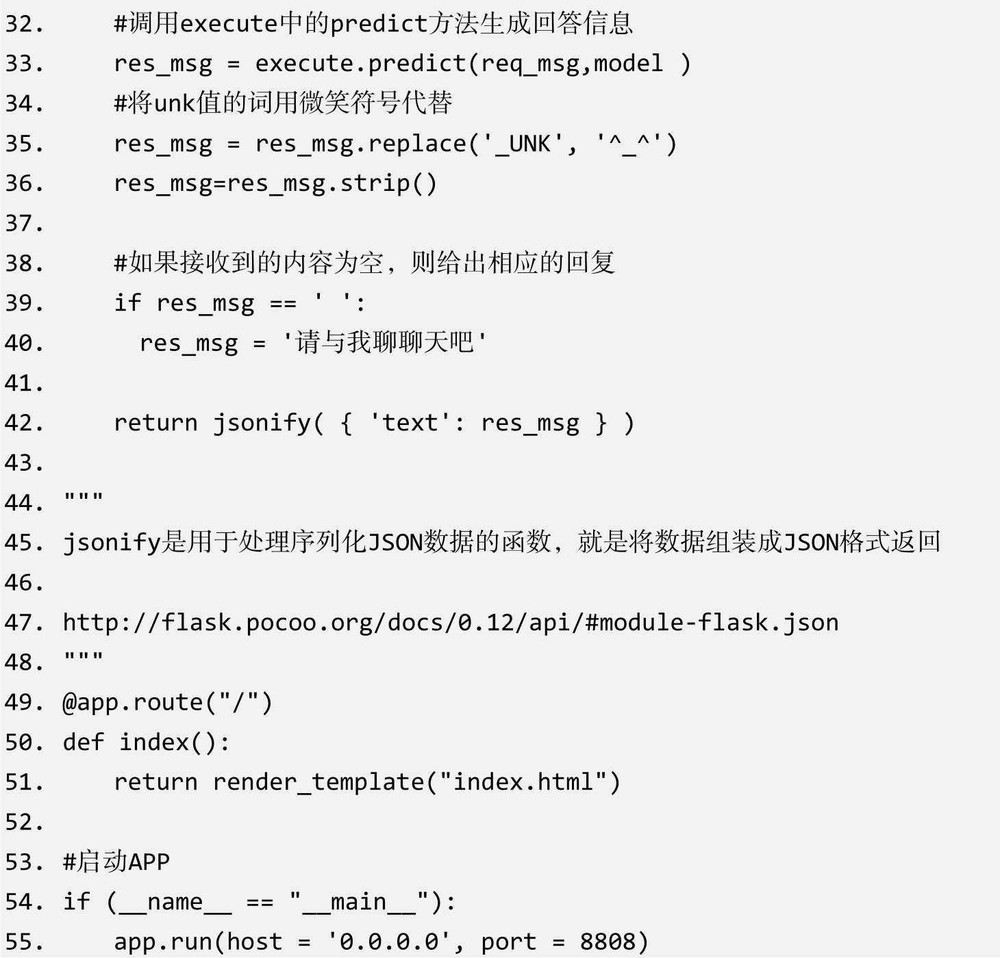 32.     #调用execute中的predict方法生成回答信息
33.     res_msg = execute.predict(req_msg,model )
34.     #将unk值的词用微笑符号代替
35.     res_msg = res_msg.replace('_UNK', '^_^')
36.     res_msg=res_msg.strip()
37.
38.     #如果接收到的内容为空，则给出相应的回复
39.     if res_msg == ' ':
40.       res_msg = '请与我聊聊天吧'
41.
42.     return jsonify( { 'text': res_msg } )
43.
44. """
45. jsonify是用于处理序列化JSON数据的函数，就是将数据组装成JSON格式返回
46.
47. http://flask.pocoo.org/docs/0.12/api/#module-flask.json
48. """
49. @app.route("/")
50. def index():
51.     return render_template("index.html")
52.
53. #启动APP
54. if (__name__ == "__main__"):
55.     app.run(host = '0.0.0.0', port = 8808)